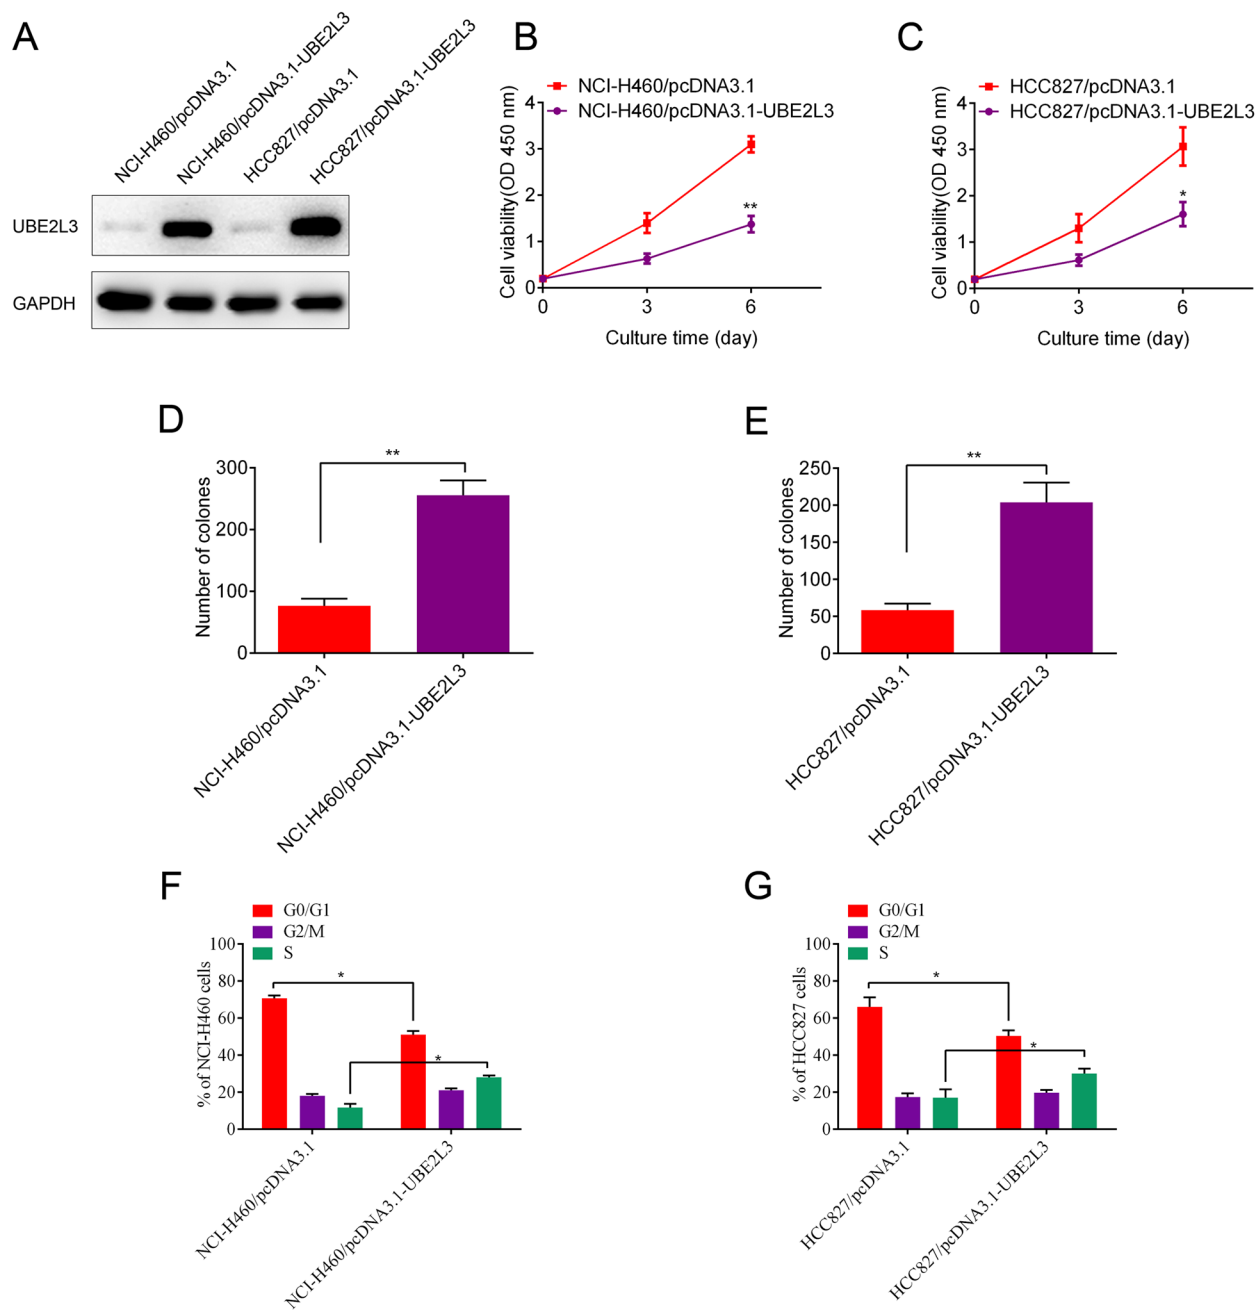 A
NCI-H460/pcDNA3.1
NCI-H460/pcDNA3.1-UBE2L3
HCC827/pcDNA3.1
HCC827/pcDNA3.1-UBE2L3
UBE2L3
GAPDH
B
NCI-H460/pcDNA3.1
NCI-H460/pcDNA3.1-UBE2L3
Cell viability(OD 450 nm)
4
3
2
1
0
**
0 3 6
Culture time (day)
C
HCC827/pcDNA3.1
HCC827/pcDNA3.1-UBE2L3
Cell viability(OD 450 nm)
4
3
2
1
0
*
0 3 6
Culture time (day)
D
Number of colones
300
200
100
0
**
NCI-H460/pcDNA3.1
NCI-H460/pcDNA3.1-UBE2L3
E
Number of colones
250
200
150
100
50
0
**
HCC827/pcDNA3.1
HCC827/pcDNA3.1-UBE2L3
F
G0/G1
G2/M
S
% of NCI-H460 cells
100
80
60
40
20
0
*
*
NCI-H460/pcDNA3.1
NCI-H460/pcDNA3.1-UBE2L3
G
G0/G1
G2/M
S
% of HCC827 cells
100
80
60
40
20
0
*
*
HCC827/pcDNA3.1
HCC827/pcDNA3.1-UBE2L3